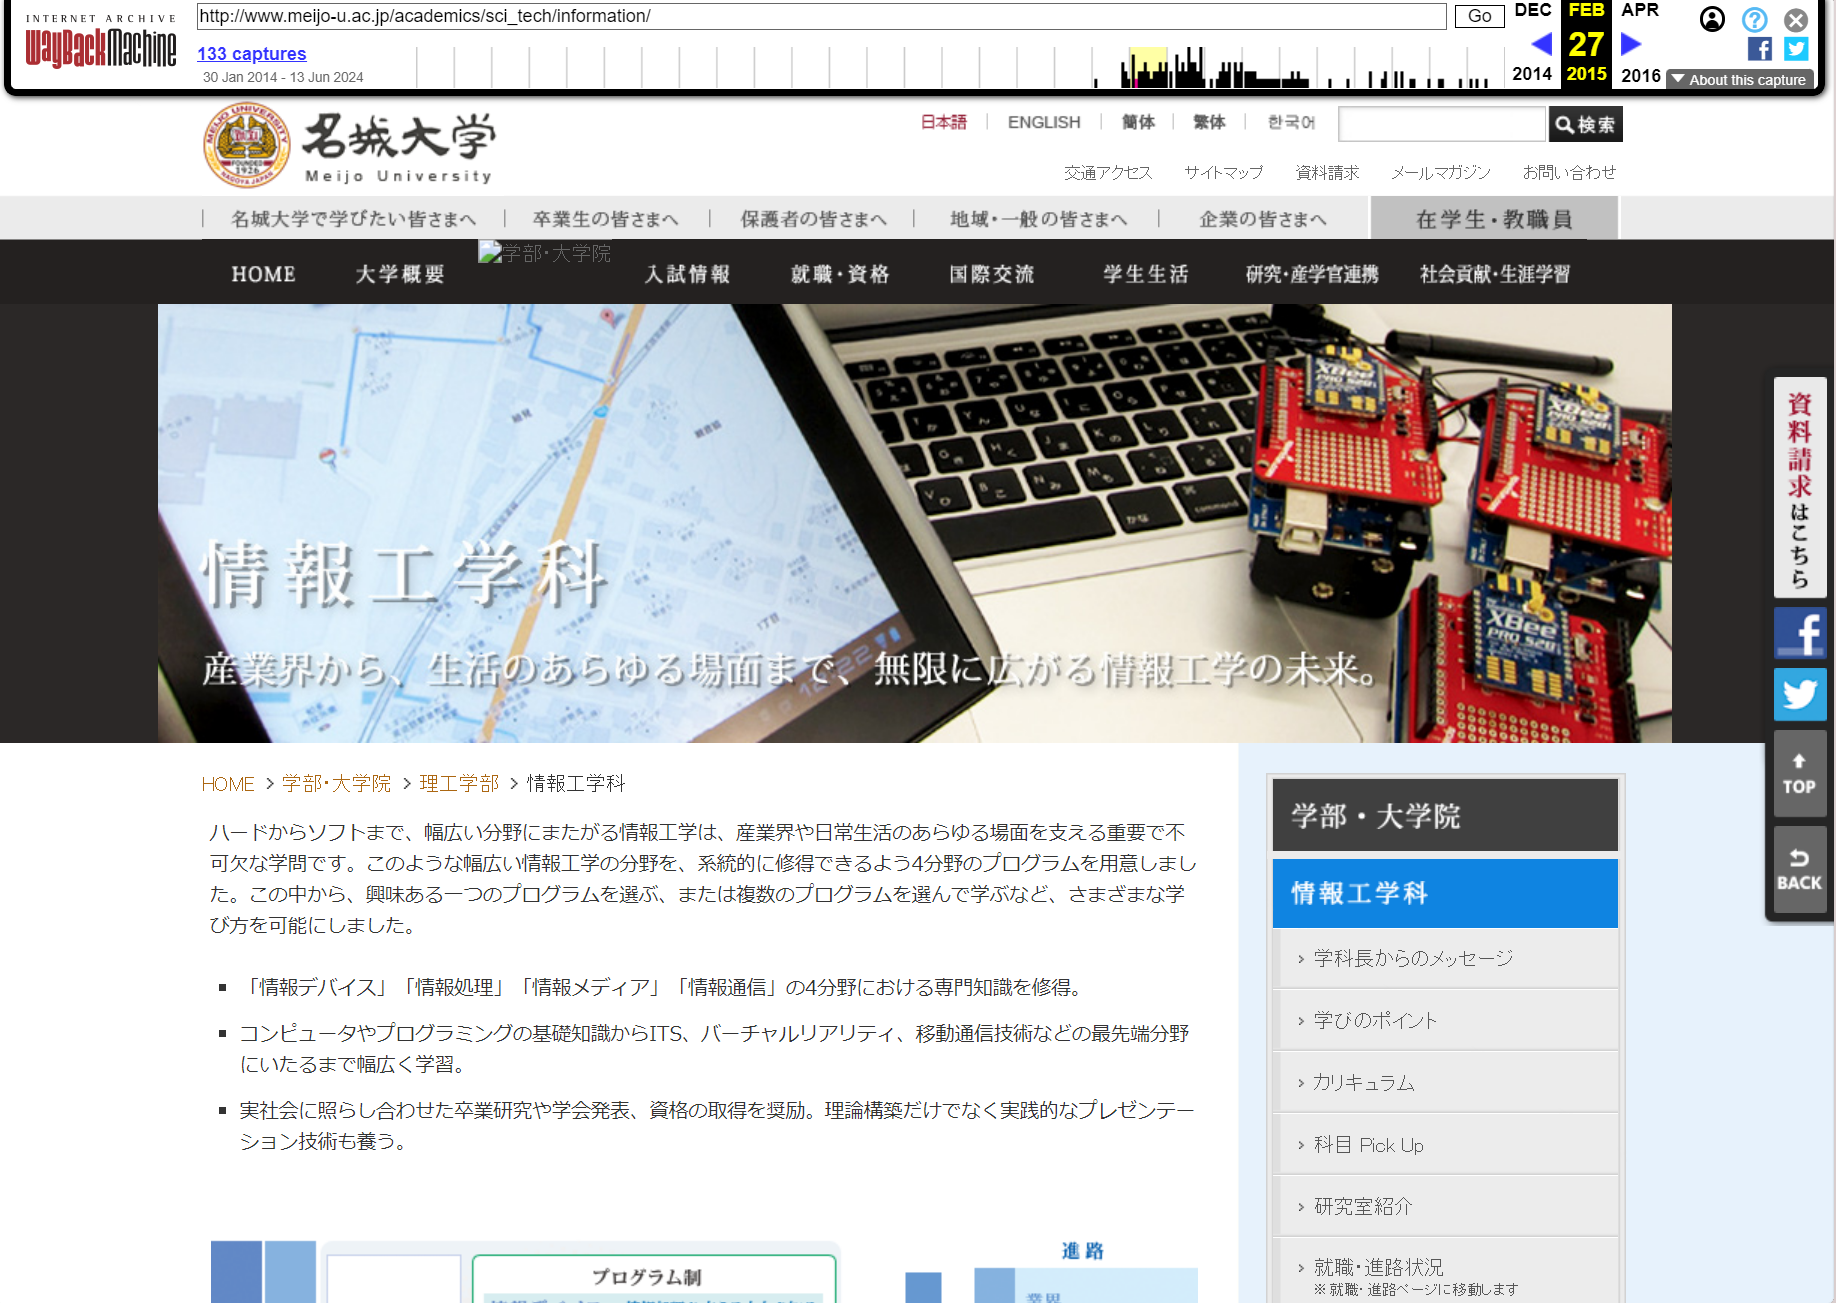 INTERNET ARCHIVE
WayBackMachine
http://www.meijo-u.ac.jp/academics/sci_tech/information/
Go
DEC
FEB
APR
133 captures
27
30 Jan 2014 - 13 Jun 2024
2014
2015
2016
About this capture
MEIJO UNIVERSITY
FOUNDED
1926
NAGOYA JAPAN
名城大学
Meijo University
日本語
ENGLISH
简体
繁体
한국어
検索
交通アクセス
サイトマップ
資料請求
メールマガジン
お問い合わせ
名城大学で学びたい皆さまへ
卒業生の皆さまへ
保護者の皆さまへ
地域・一般の皆さまへ
企業の皆さまへ
在学生・教職員
HOME
大学概要
学部・大学院
入試情報
就職・資格
国際交流
学生生活
研究・産学官連携
社会貢献・生涯学習
XBee
PRO
XBee
XBee
PRO
command
かな
情報工学科
産業界から、生活のあらゆる場面まで、無限に広がる情報工学の未来。
資料請求はこちら
TOP
BACK
HOME > 学部・大学院 > 理工学部 > 情報工学科
ハードからソフトまで、幅広い分野にまたがる情報工学は、産業界や日常生活のあらゆる場面を支える重要で不
可欠な学問です。このような幅広い情報工学の分野を、系統的に修得できるよう4分野のプログラムを用意しまし
た。この中から、興味ある一つのプログラムを選ぶ、または複数のプログラムを選んで学ぶなど、さまざまな学
び方を可能にしました。
「情報デバイス」「情報処理」「情報メディア」「情報通信」の4分野における専門知識を修得。
コンピュータやプログラミングの基礎知識からITS、バーチャルリアリティ、移動通信技術などの最先端分野
にいたるまで幅広く学習。
実社会に照らし合わせた卒業研究や学会発表、資格の取得を奨励。理論構築だけでなく実践的なプレゼンテー
ション技術も養う。
学部・大学院
情報工学科
学科長からのメッセージ
学びのポイント
カリキュラム
科目 Pick Up
研究室紹介
就職・進路状況
※就職・進路ページに移動します
プログラム制
進路
業界